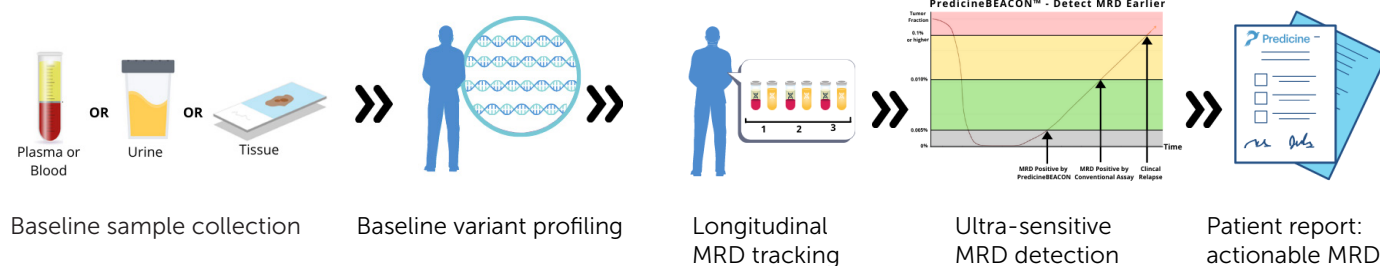 PredicineBEACON™ - Detect MRD Earlier
Tumor
Fraction
0.1%
or higher
0.010%
0.005%
0%
Time
MRD Positive by
PredicineBEACON
MRD Positive by
Conventional Assay
Clincal
Relapse
OR
OR
Plasma or
Blood
Urine
Tissue
1 2 3
Predicine
Baseline sample collection
Baseline variant profiling
Longitudinal
MRD tracking
Ultra-sensitive
MRD detection
Patient report:
actionable MRD